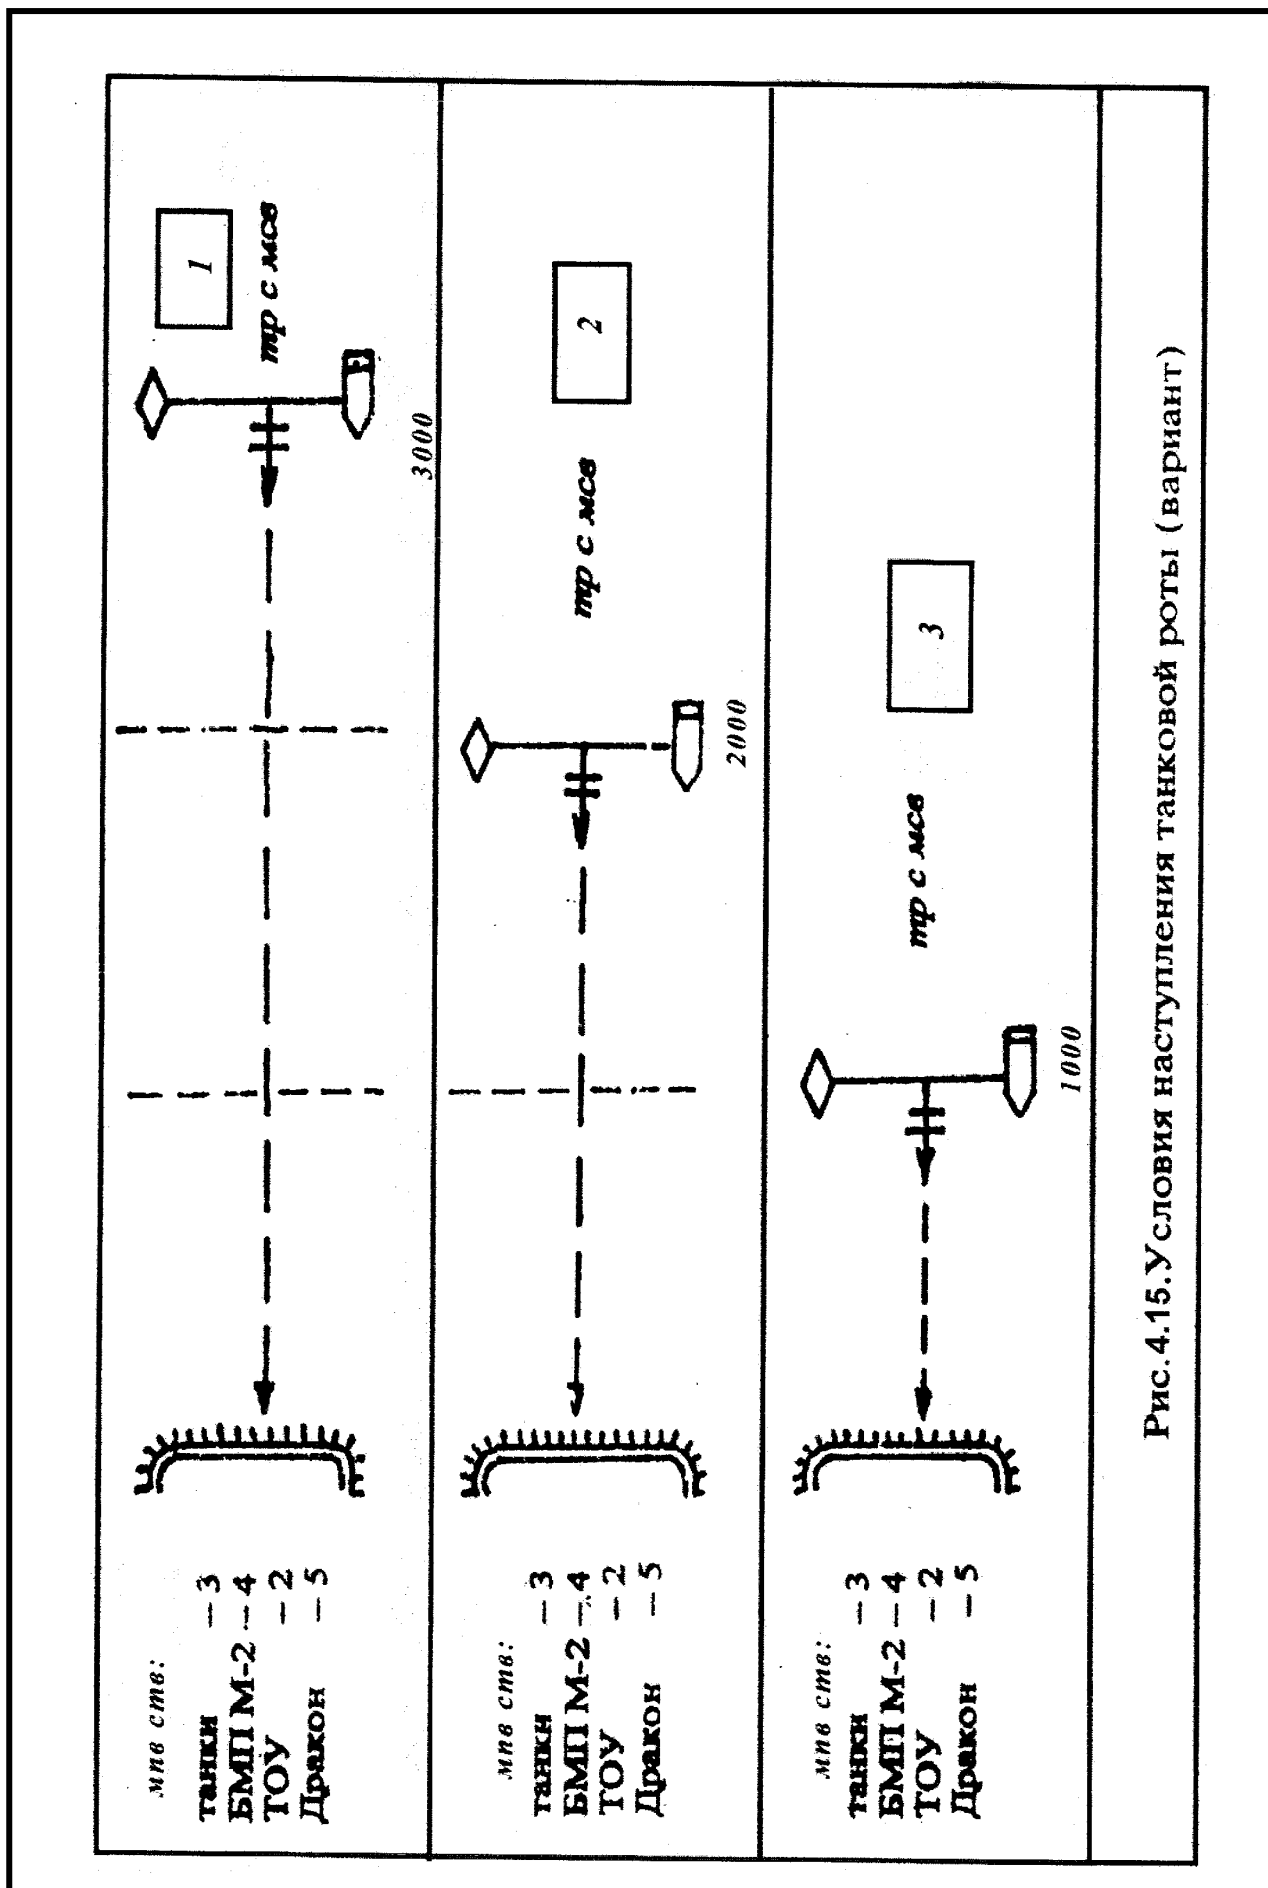 1
тр с мсв
3000
мпв ств:
танки – 3
БМП М-2 – 4
ТОУ – 2
Дракон – 5
2
тр с мсв
2000
мпв ств:
танки – 3
БМП М-2 – 4
ТОУ – 2
Дракон – 5
3
тр с мсв
1000
мпв ств:
танки – 3
БМП М-2 – 4
ТОУ – 2
Дракон – 5
Рис.4.15.Условия наступления танковой роты (вариант)